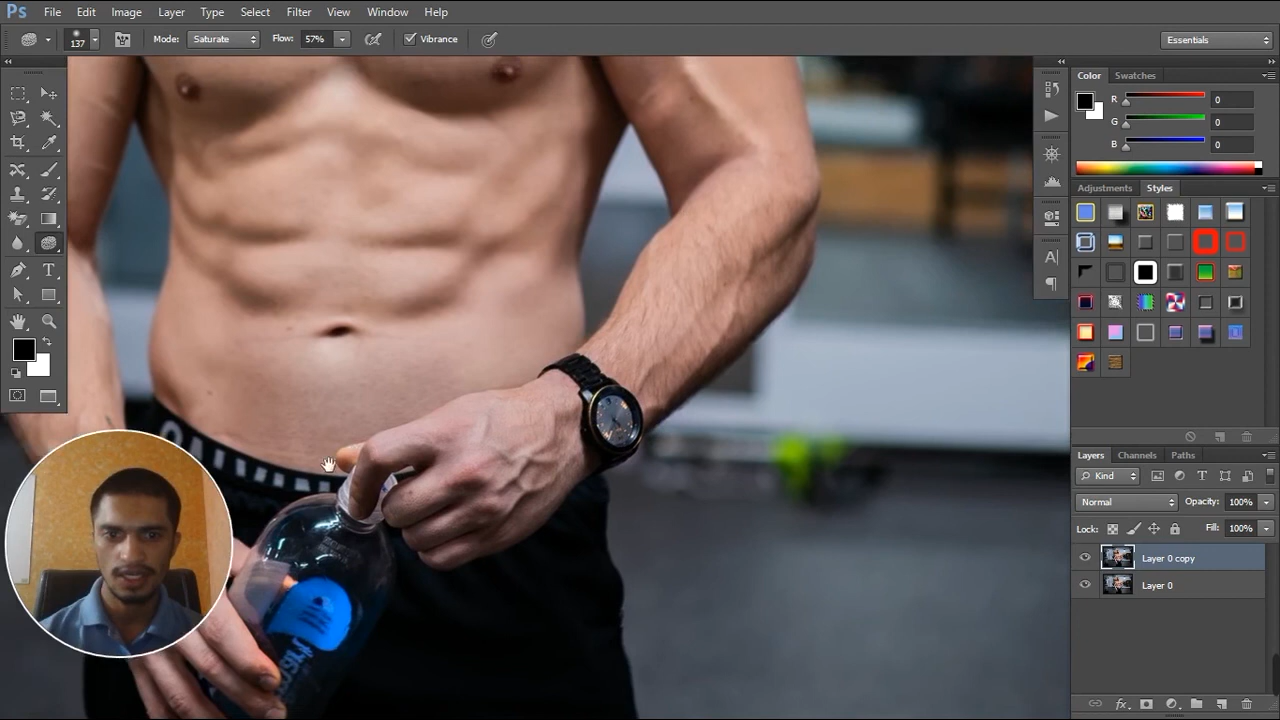 Ps File Edit Image Layer Type Select Filter View Window Help
137 Mode: Saturate Flow: 57% Vibrance Essentials
Color Swatches
R 0
G 0
B 0
Adjustments Styles
Layers Channels Paths
Kind
Normal Opacity: 100%
Lock: Fill: 100%
Layer 0 copy
Layer 0
fx